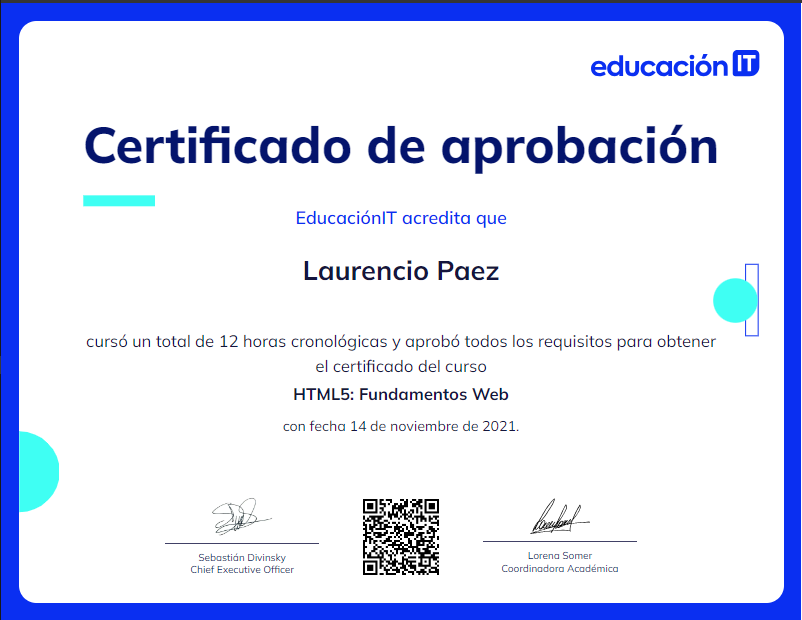 educación IT
Certificado de aprobación
EducaciónIT acredita que
Laurencio Paez
cursó un total de 12 horas cronológicas y aprobó todos los requisitos para obtener
el certificado del curso
HTML5: Fundamentos Web
con fecha 14 de noviembre de 2021.
Sebastián Divinsky
Chief Executive Officer
Lorena Somer
Coordinadora Académica